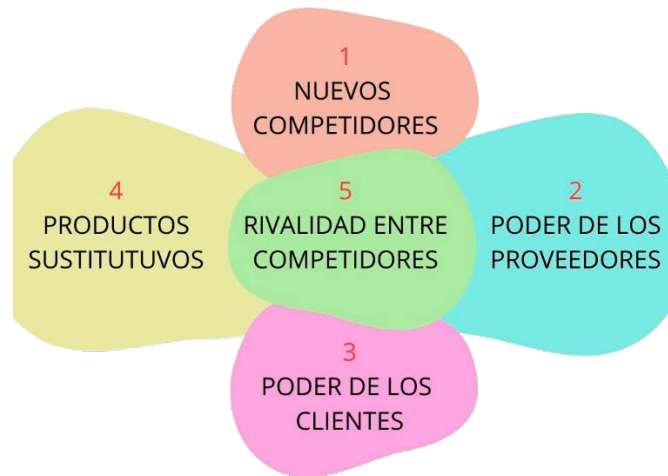 1
NUEVOS
COMPETIDORES
4
PRODUCTOS
SUSTITUTUVOS
5
RIVALIDAD ENTRE
COMPETIDORES
2
PODER DE LOS
PROVEEDORES
3
PODER DE LOS
CLIENTES